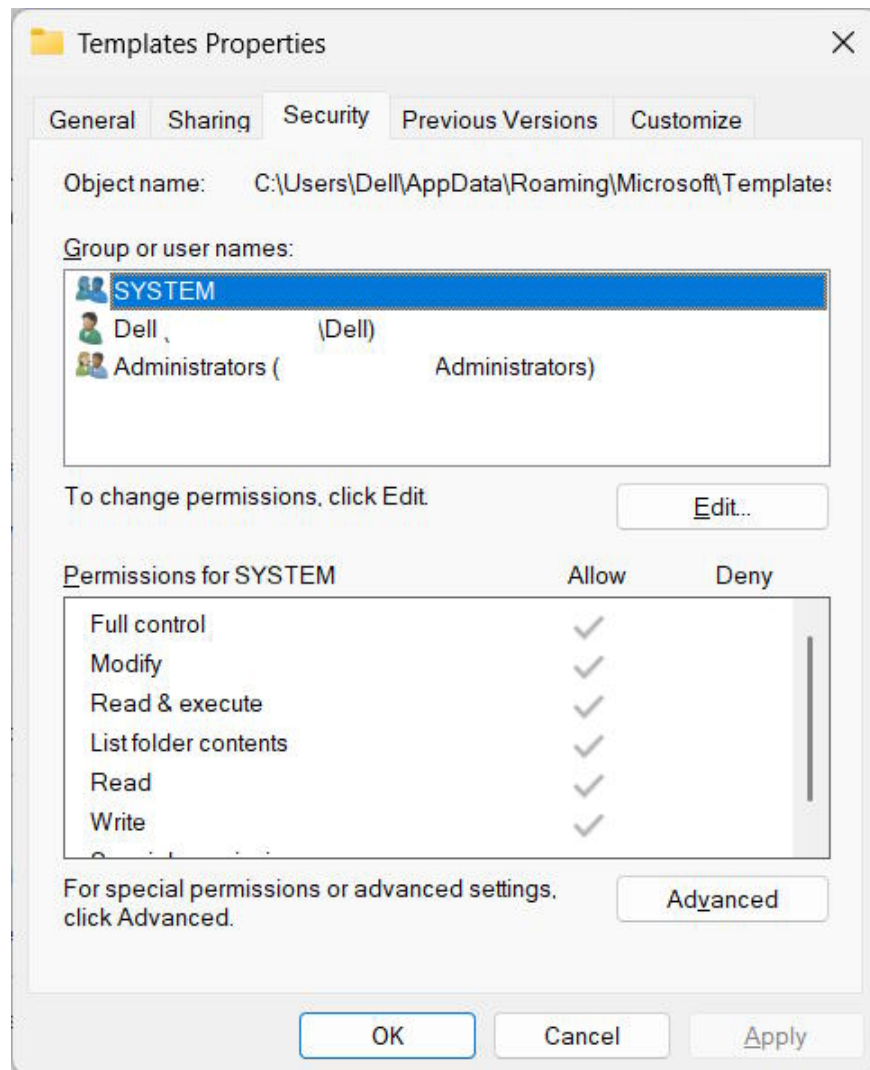 Templates Properties
General Sharing Security Previous Versions Customize
Object name: C:\Users\Dell\AppData\Roaming\Microsoft\Templates
Group or user names:
SYSTEM
Dell \Dell)
Administrators ( Administrators)
To change permissions, click Edit.
Edit...
Permissions for SYSTEM Allow Deny
Full control
Modify
Read & execute
List folder contents
Read
Write
For special permissions or advanced settings,
click Advanced.
Advanced
OK Cancel Apply